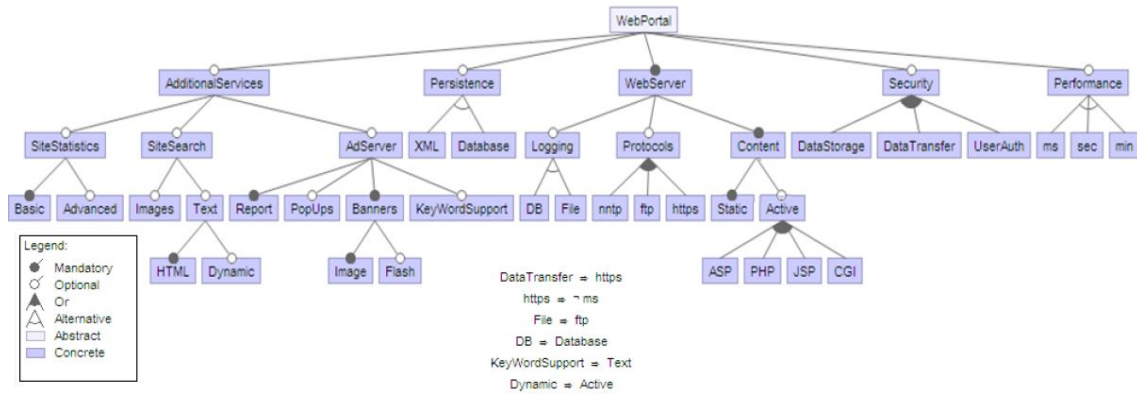 WebPortal
AdditionalServices Persistence WebServer Security Performance
SiteStatistics SiteSearch AdServer XML Database Logging Protocols Content DataStorage DataTransfer UserAuth ms sec min
Basic Advanced Images Text Report PopUps Banners KeyWordSupport DB File nntp ftp https Static Active
Legend:
Mandatory
Optional
Or
Alternative
Abstract
Concrete
HTML Dynamic Image Flash ASP PHP JSP CGI
DataTransfer ⇒ https
https ⇒ ¬ ms
File ⇒ ftp
DB ⇒ Database
KeyWordSupport ⇒ Text
Dynamic ⇒ Active